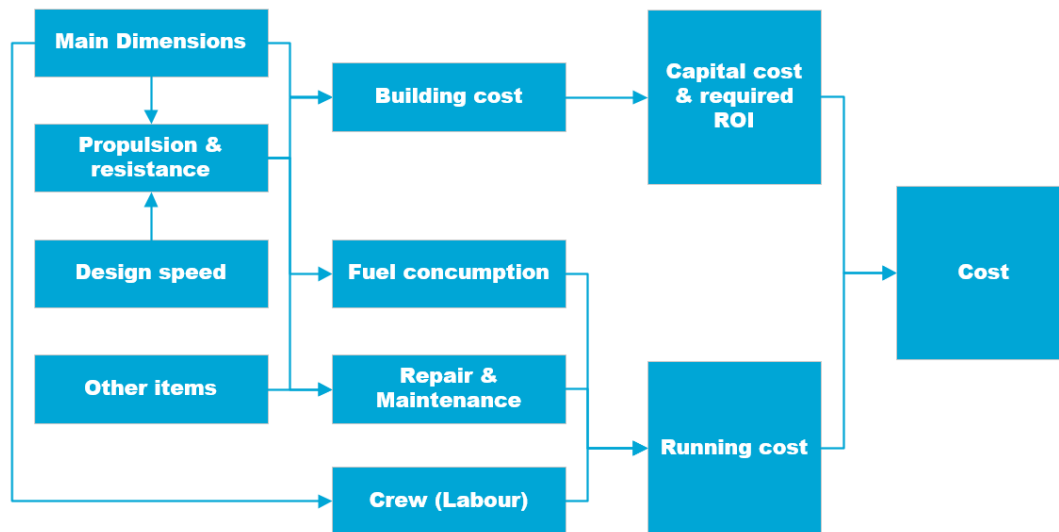 Main Dimensions
Propulsion &
resistance
Design speed
Other items
Building cost
Fuel concumption
Repair &
Maintenance
Crew (Labour)
Capital cost
& required
ROI
Running cost
Cost